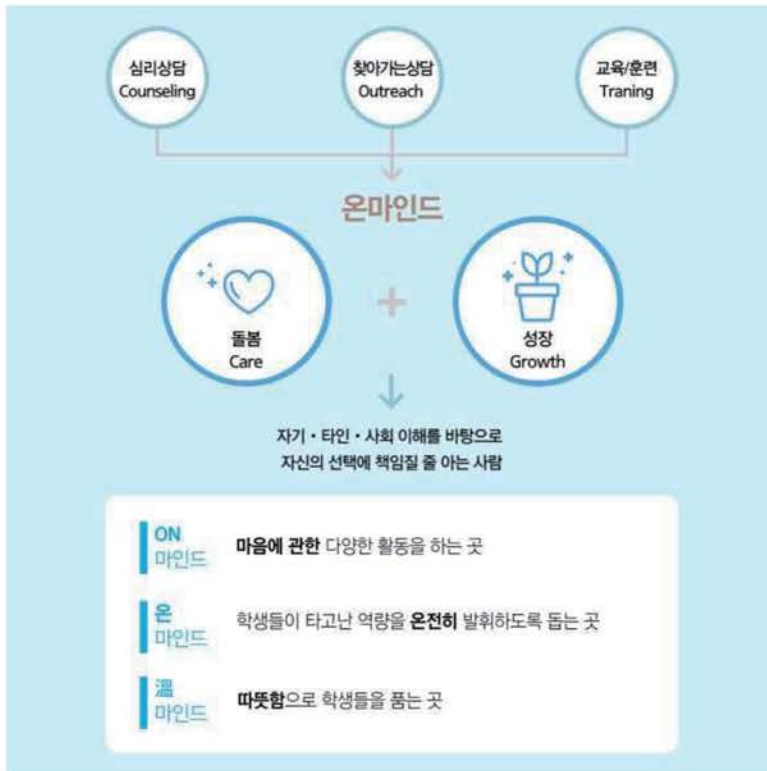 심리상담
Counseling
찾아가는상담
Outreach
교육/훈련
Traning
온마인드
돌봄
Care
성장
Growth
자기・타인・사회 이해를 바탕으로
자신의 선택에 책임질 줄 아는 사람
ON
마인드
마음에 관한 다양한 활동을 하는 곳
온
마인드
학생들이 타고난 역량을 온전히 발휘하도록 돕는 곳
溫
마인드
따뜻함으로 학생들을 품는 곳